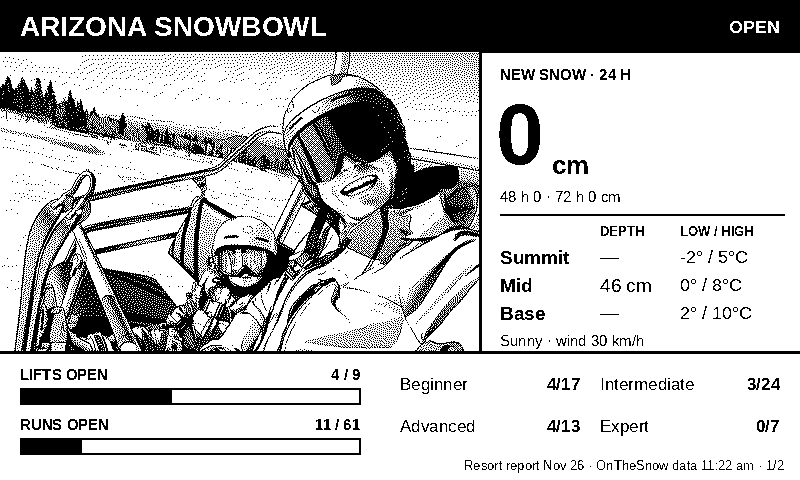 ARIZONA SNOWBOWL OPEN
NEW SNOW · 24 H
0 cm
48 h 0 · 72 h 0 cm
DEPTH LOW / HIGH
Summit — -2° / 5°C
Mid 46 cm 0° / 8°C
Base — 2° / 10°C
Sunny · wind 30 km/h
LIFTS OPEN 4 / 9
RUNS OPEN 11 / 61
Beginner 4/17 Intermediate 3/24
Advanced 4/13 Expert 0/7
Resort report Nov 26 · OnTheSnow data 11:22 am · 1/2